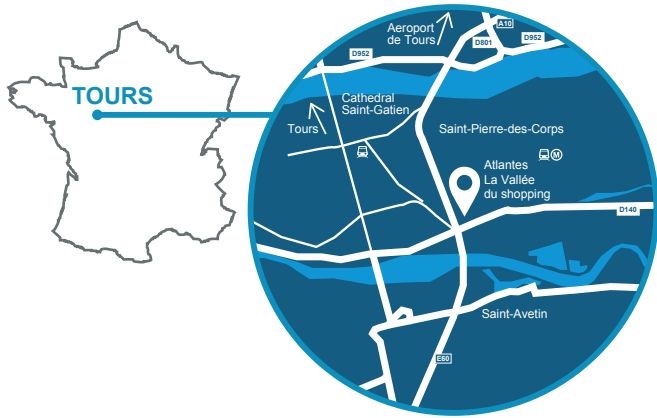 TOURS
Aeroport
de Tours
A10
D801
D952
D952
Cathedral
Saint-Gatien
Tours
Saint-Pierre-des-Corps
M
Atlantes
La Vallée
du shopping
D140
Saint-Avetin
E60